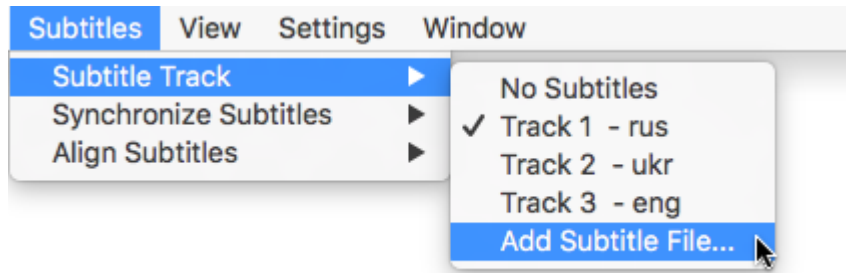 Subtitles View Settings Window
Subtitle Track
Synchronize Subtitles
Align Subtitles
No Subtitles
✓ Track 1 - rus
Track 2 - ukr
Track 3 - eng
Add Subtitle File...